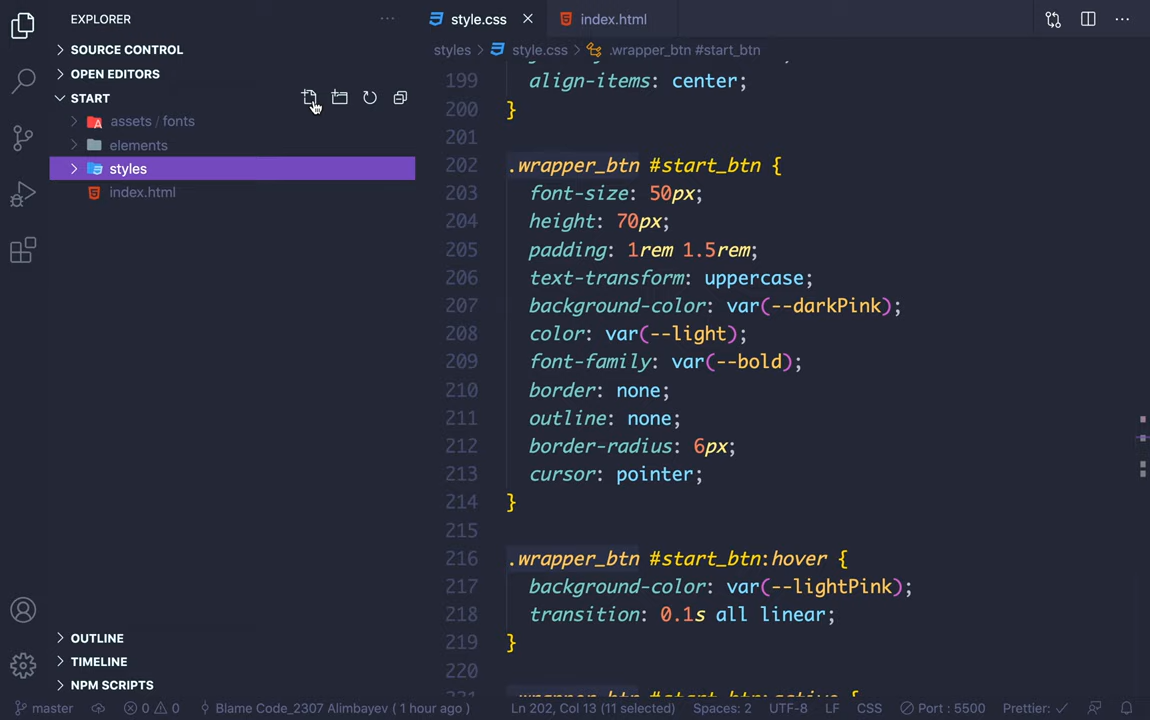 EXPLORER
SOURCE CONTROL
OPEN EDITORS
START
assets / fonts
elements
styles
index.html
OUTLINE
TIMELINE
NPM SCRIPTS
style.css
index.html
styles > style.css > .wrapper_btn #start_btn
199 align-items: center;
200 }
201
202 .wrapper_btn #start_btn {
203 font-size: 50px;
204 height: 70px;
205 padding: 1rem 1.5rem;
206 text-transform: uppercase;
207 background-color: var(--darkPink);
208 color: var(--light);
209 font-family: var(--bold);
210 border: none;
211 outline: none;
212 border-radius: 6px;
213 cursor: pointer;
214 }
215
216 .wrapper_btn #start_btn:hover {
217 background-color: var(--lightPink);
218 transition: 0.1s all linear;
219 }
220
221 .wrapper_btn #start_btn:active {
master 0 0 Blame Code_2307 Alimbayev ( 1 hour ago ) Ln 202, Col 13 (11 selected) Spaces: 2 UTF-8 LF CSS Port : 5500 Prettier: ✓